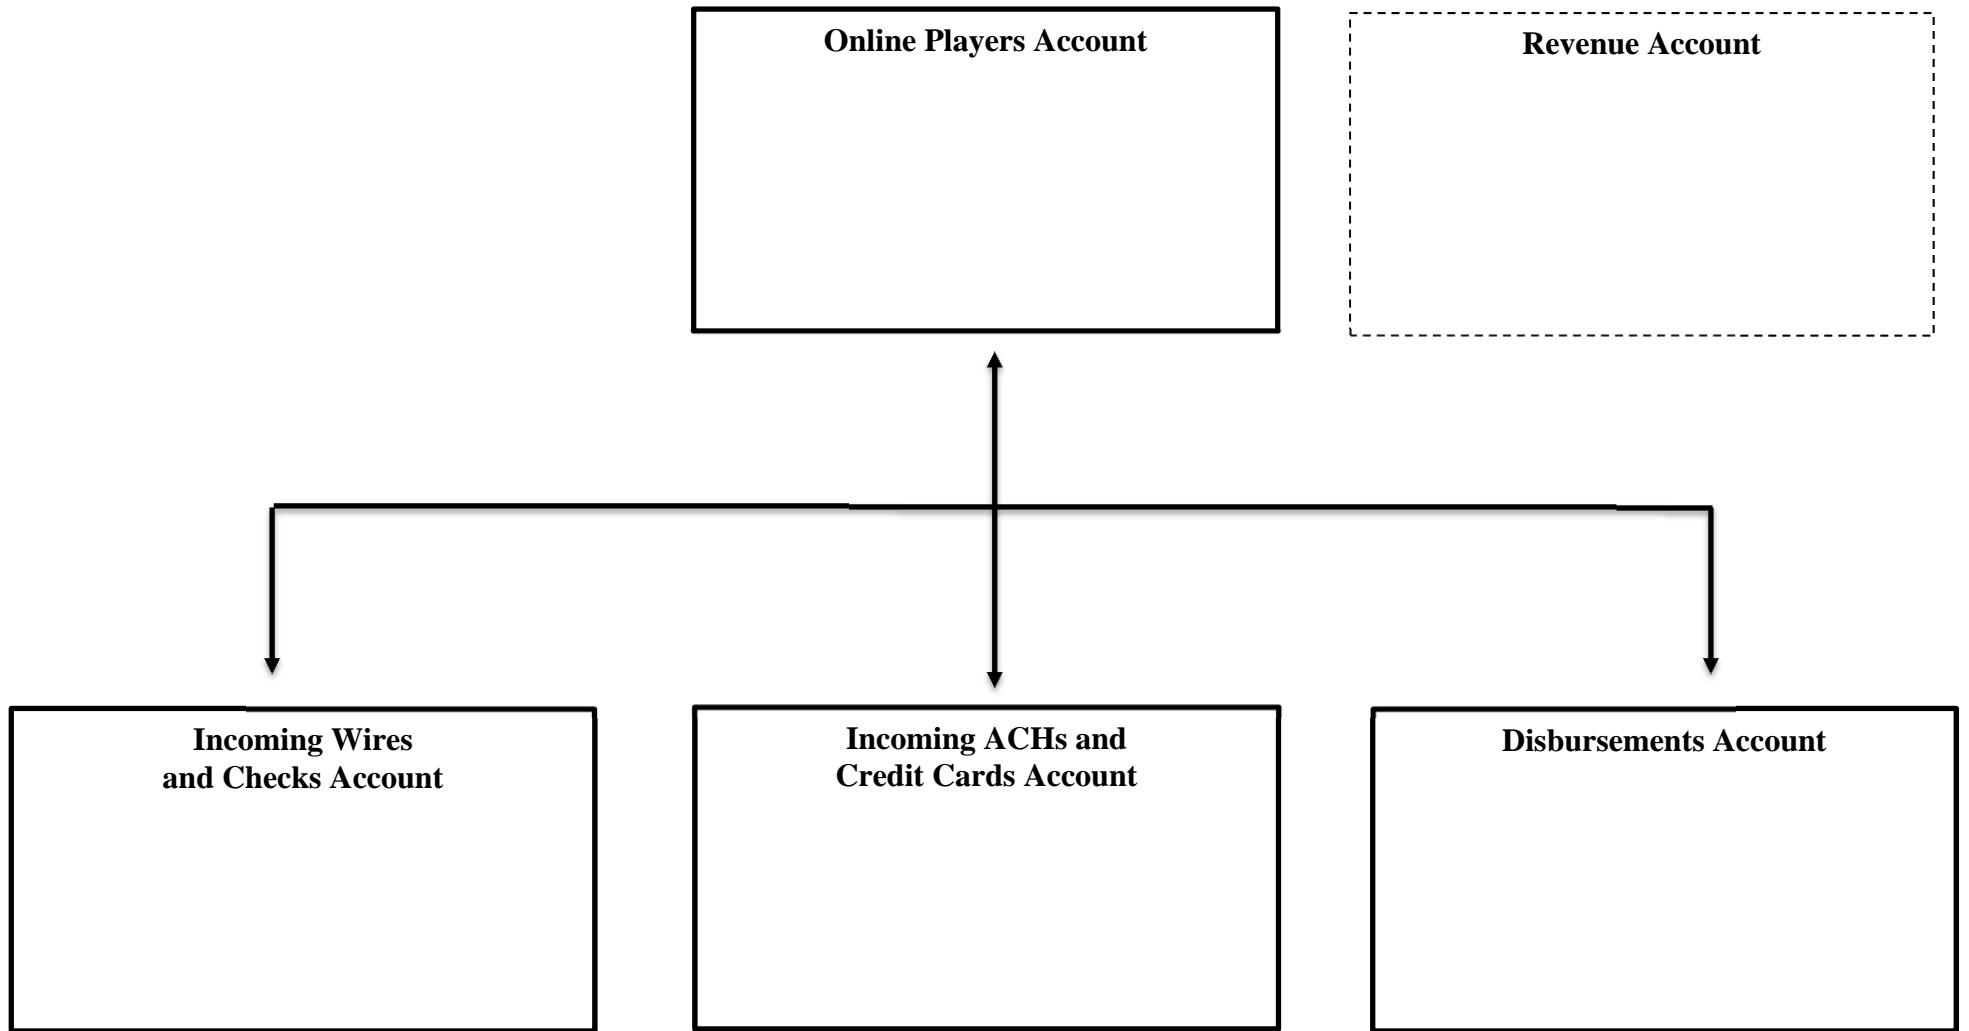 Online Players Account
Revenue Account
Incoming Wires
and Checks Account
Incoming ACHs and
Credit Cards Account
Disbursements Account